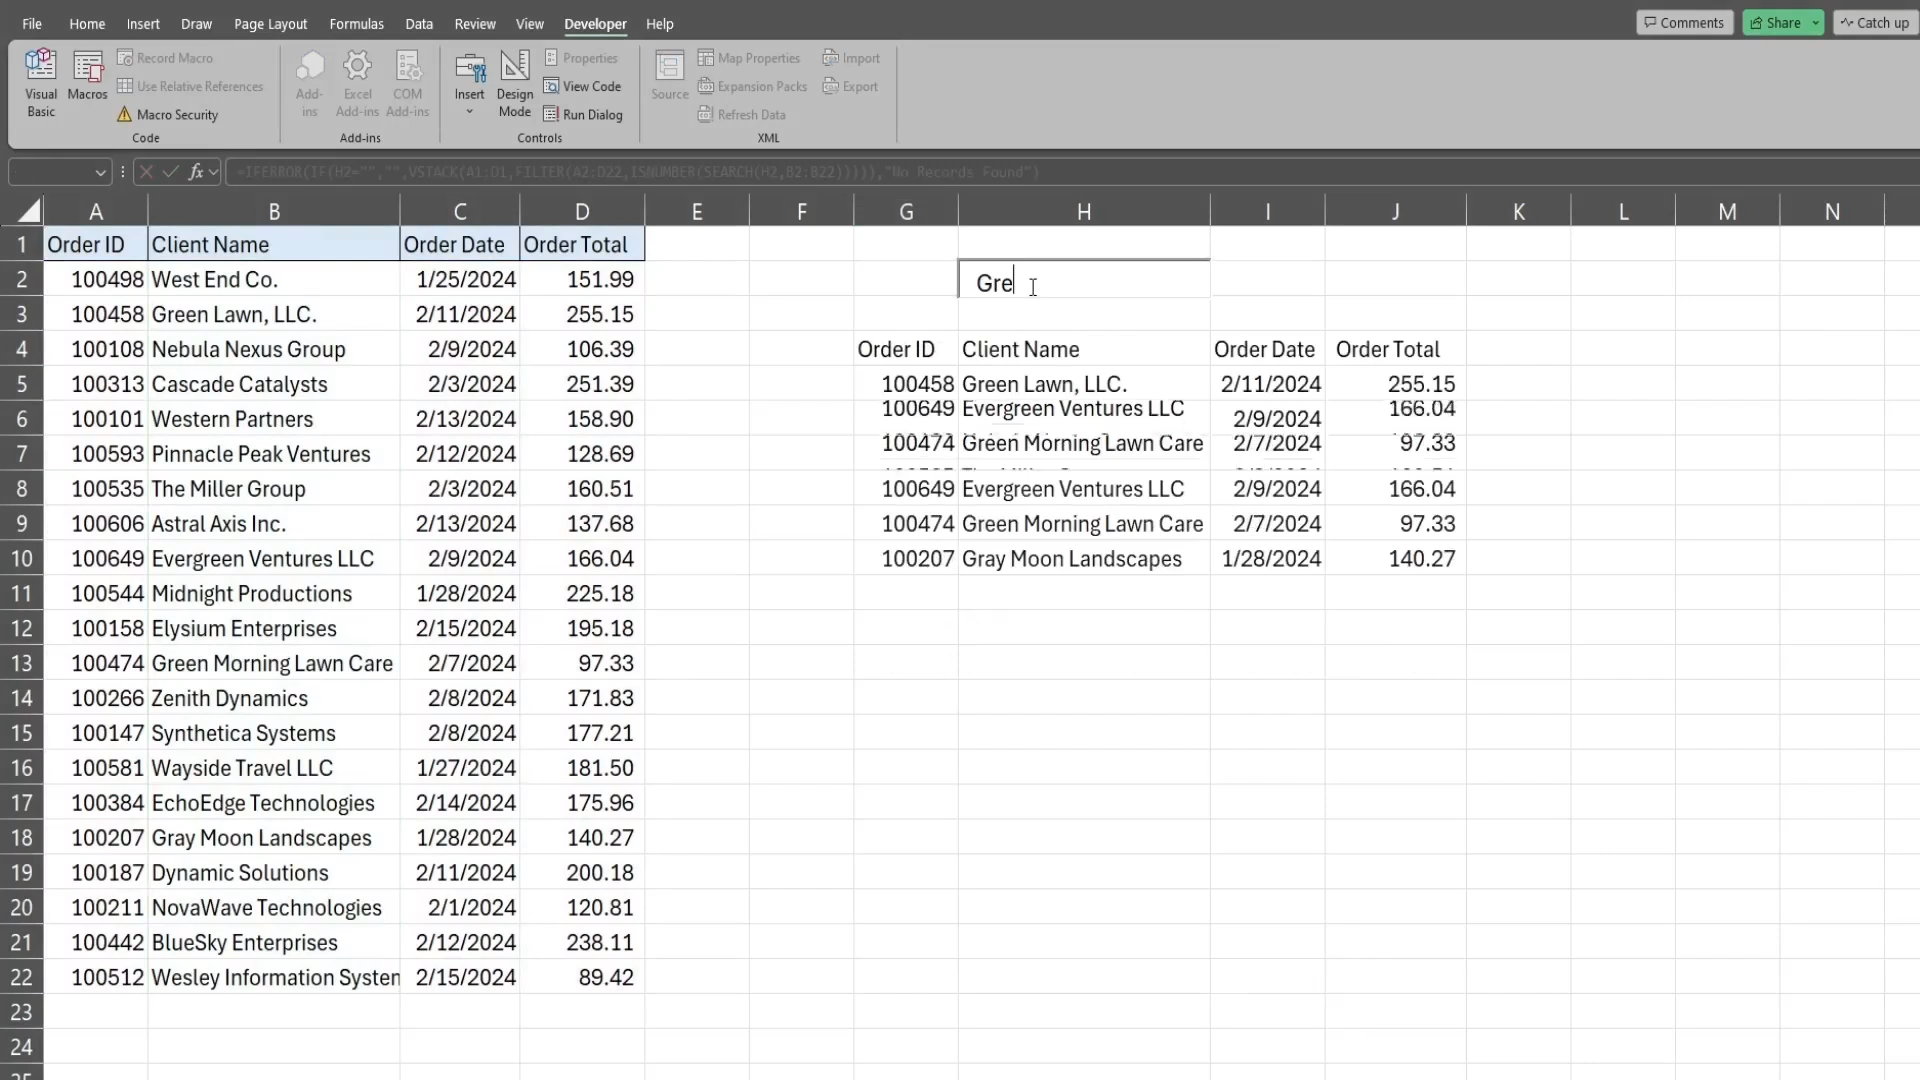 File Home Insert Draw Page Layout Formulas Data Review View Developer Help Comments Share Catch up
Visual Basic
Macros
Record Macro
Use Relative References
Macro Security
Code
Add-ins
Excel Add-ins
COM Add-ins
Add-ins
Insert
Design Mode
Properties
View Code
Run Dialog
Controls
Source
Map Properties
Expansion Packs
Refresh Data
Import
Export
XML
fx =IFERROR(IF(H2="","",VSTACK(A1:D1,FILTER(A2:D22,ISNUMBER(SEARCH(H2,B2:B22))))),"No Records Found")
A B C D E F G H I J K L M N
1 Order ID Client Name Order Date Order Total
2 100498 West End Co. 1/25/2024 151.99 Gre
3 100458 Green Lawn, LLC. 2/11/2024 255.15
4 100108 Nebula Nexus Group 2/9/2024 106.39 Order ID Client Name Order Date Order Total
5 100313 Cascade Catalysts 2/3/2024 251.39 100458 Green Lawn, LLC. 2/11/2024 255.15
6 100101 Western Partners 2/13/2024 158.90 100649 Evergreen Ventures LLC 2/9/2024 166.04
7 100593 Pinnacle Peak Ventures 2/12/2024 128.69 100474 Green Morning Lawn Care 2/7/2024 97.33
8 100535 The Miller Group 2/3/2024 160.51 100649 Evergreen Ventures LLC 2/9/2024 166.04
9 100606 Astral Axis Inc. 2/13/2024 137.68 100474 Green Morning Lawn Care 2/7/2024 97.33
10 100649 Evergreen Ventures LLC 2/9/2024 166.04 100207 Gray Moon Landscapes 1/28/2024 140.27
11 100544 Midnight Productions 1/28/2024 225.18
12 100158 Elysium Enterprises 2/15/2024 195.18
13 100474 Green Morning Lawn Care 2/7/2024 97.33
14 100266 Zenith Dynamics 2/8/2024 171.83
15 100147 Synthetica Systems 2/8/2024 177.21
16 100581 Wayside Travel LLC 1/27/2024 181.50
17 100384 EchoEdge Technologies 2/14/2024 175.96
18 100207 Gray Moon Landscapes 1/28/2024 140.27
19 100187 Dynamic Solutions 2/11/2024 200.18
20 100211 NovaWave Technologies 2/1/2024 120.81
21 100442 BlueSky Enterprises 2/12/2024 238.11
22 100512 Wesley Information System 2/15/2024 89.42
23
24